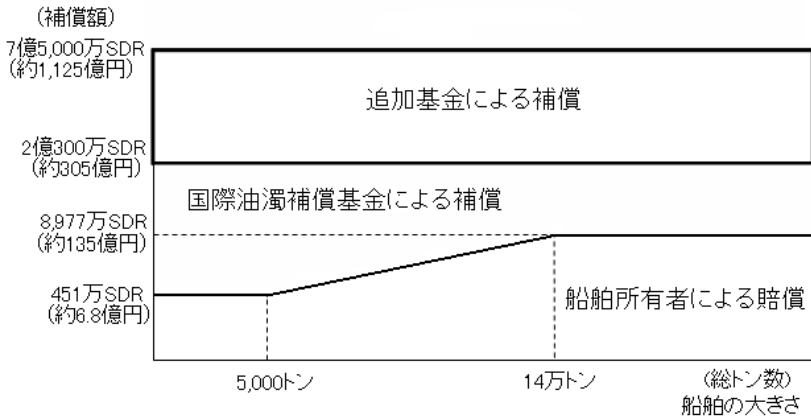 (補償額)
7億5,000万SDR
(約1,125億円)
追加基金による補償
2億300万SDR
(約305億円)
国際油濁補償基金による補償
8,977万SDR
(約135億円)
451万SDR
(約6.8億円)
船舶所有者による賠償
5,000トン
14万トン
(総トン数)
船舶の大きさ